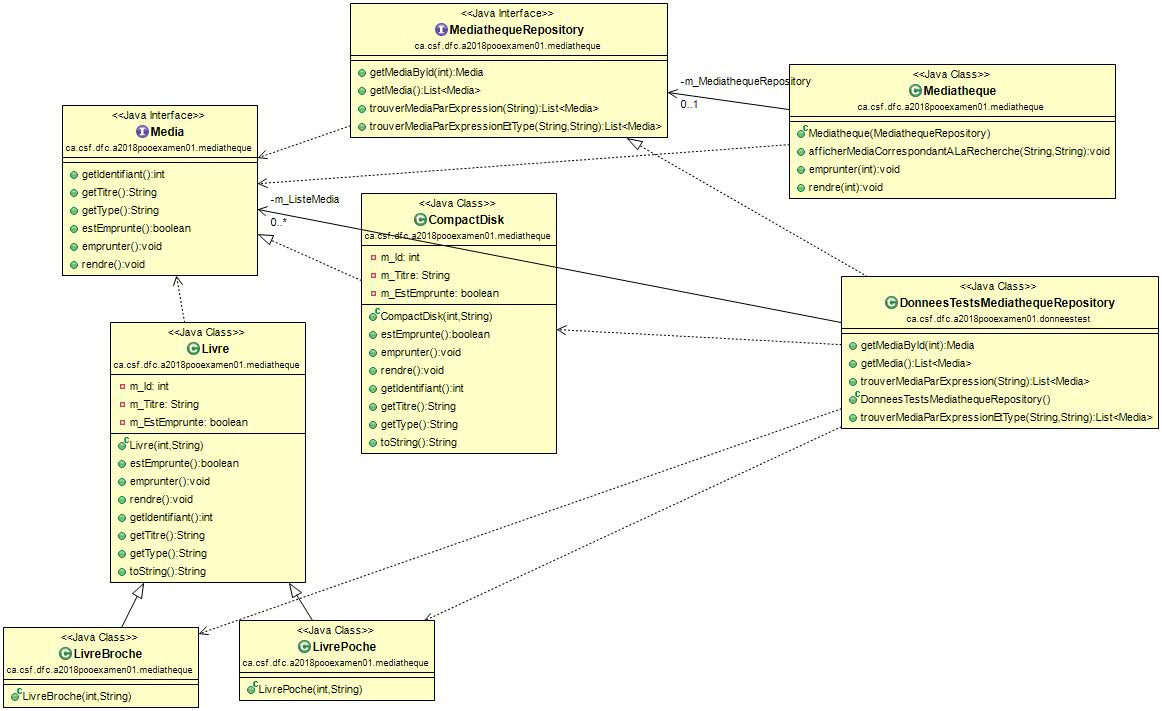 <<Java Interface>>
MediathequeRepository
ca.csf.dfc.a2018pooexamen01.mediatheque
getMediaById(int):Media
getMedia():List<Media>
trouverMediaParExpression(String):List<Media>
trouverMediaParExpressionEtType(String,String):List<Media>
-m_MediathequeRepository
0..1
<<Java Class>>
Mediatheque
ca.csf.dfc.a2018pooexamen01.mediatheque
Mediatheque(MediathequeRepository)
afficherMediaCorrespondantALaRecherche(String,String):void
emprunter(int):void
rendre(int):void
<<Java Interface>>
Media
ca.csf.dfc.a2018pooexamen01.mediatheque
getIdentifiant():int
getTitre():String
getType():String
estEmprunte():boolean
emprunter():void
rendre():void
-m_ListeMedia
0..*
<<Java Class>>
CompactDisk
ca.csf.dfc.a2018pooexamen01.mediatheque
m_Id: int
m_Titre: String
m_EstEmprunte: boolean
CompactDisk(int,String)
estEmprunte():boolean
emprunter():void
rendre():void
getIdentifiant():int
getTitre():String
getType():String
toString():String
<<Java Class>>
DonneesTestsMediathequeRepository
ca.csf.dfc.a2018pooexamen01.donneestest
getMediaById(int):Media
getMedia():List<Media>
trouverMediaParExpression(String):List<Media>
DonneesTestsMediathequeRepository()
trouverMediaParExpressionEtType(String,String):List<Media>
<<Java Class>>
Livre
ca.csf.dfc.a2018pooexamen01.mediatheque
m_Id: int
m_Titre: String
m_EstEmprunte: boolean
Livre(int,String)
estEmprunte():boolean
emprunter():void
rendre():void
getIdentifiant():int
getTitre():String
getType():String
toString():String
<<Java Class>>
LivreBroche
ca.csf.dfc.a2018pooexamen01.mediatheque
LivreBroche(int,String)
<<Java Class>>
LivrePoche
ca.csf.dfc.a2018pooexamen01.mediatheque
LivrePoche(int,String)